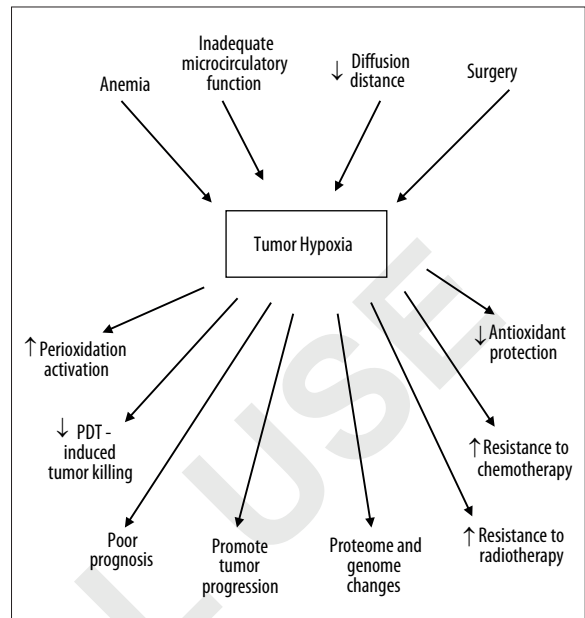 Anemia
Inadequate
microcirculatory
function
↓ Diffusion
distance
Surgery
Tumor Hypoxia
↑ Perioxidation
activation
↓ PDT -
induced
tumor killing
Poor
prognosis
Promote
tumor
progression
Proteome and
genome
changes
↑ Resistance to
radiotherapy
↑ Resistance to
chemotherapy
↓ Antioxidant
protection
L USE